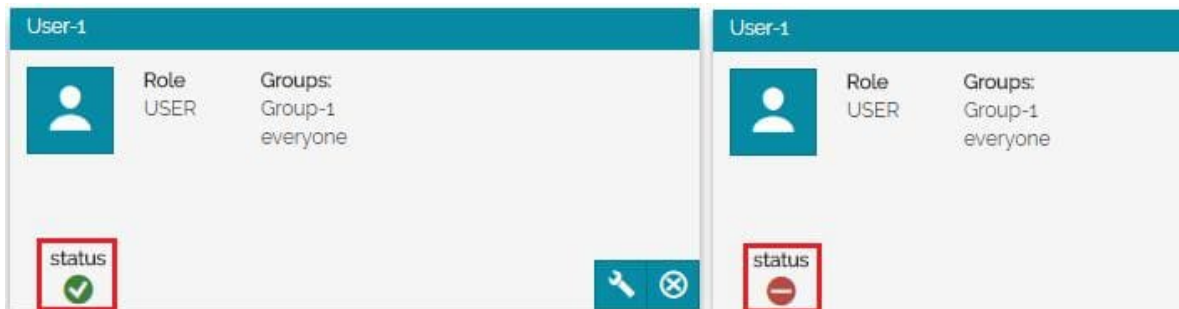 User-1
Role Groups:
USER Group-1
everyone
status
User-1
Role Groups:
USER Group-1
everyone
status